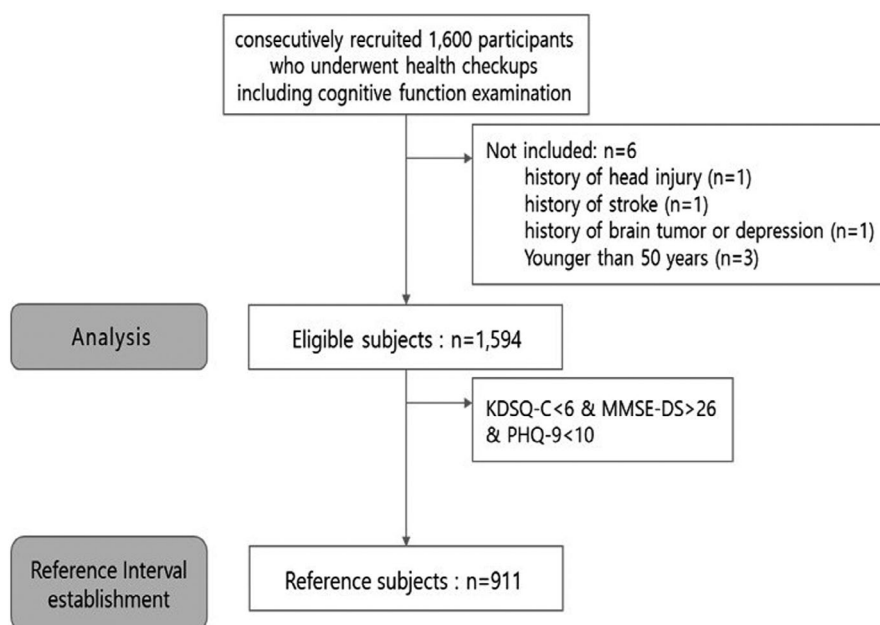 consecutively recruited 1,600 participants
who underwent health checkups
including cognitive function examination
Not included: n=6
history of head injury (n=1)
history of stroke (n=1)
history of brain tumor or depression (n=1)
Younger than 50 years (n=3)
Analysis
Eligible subjects : n=1,594
KDSQ-C<6 & MMSE-DS>26
& PHQ-9<10
Reference Interval
establishment
Reference subjects : n=911